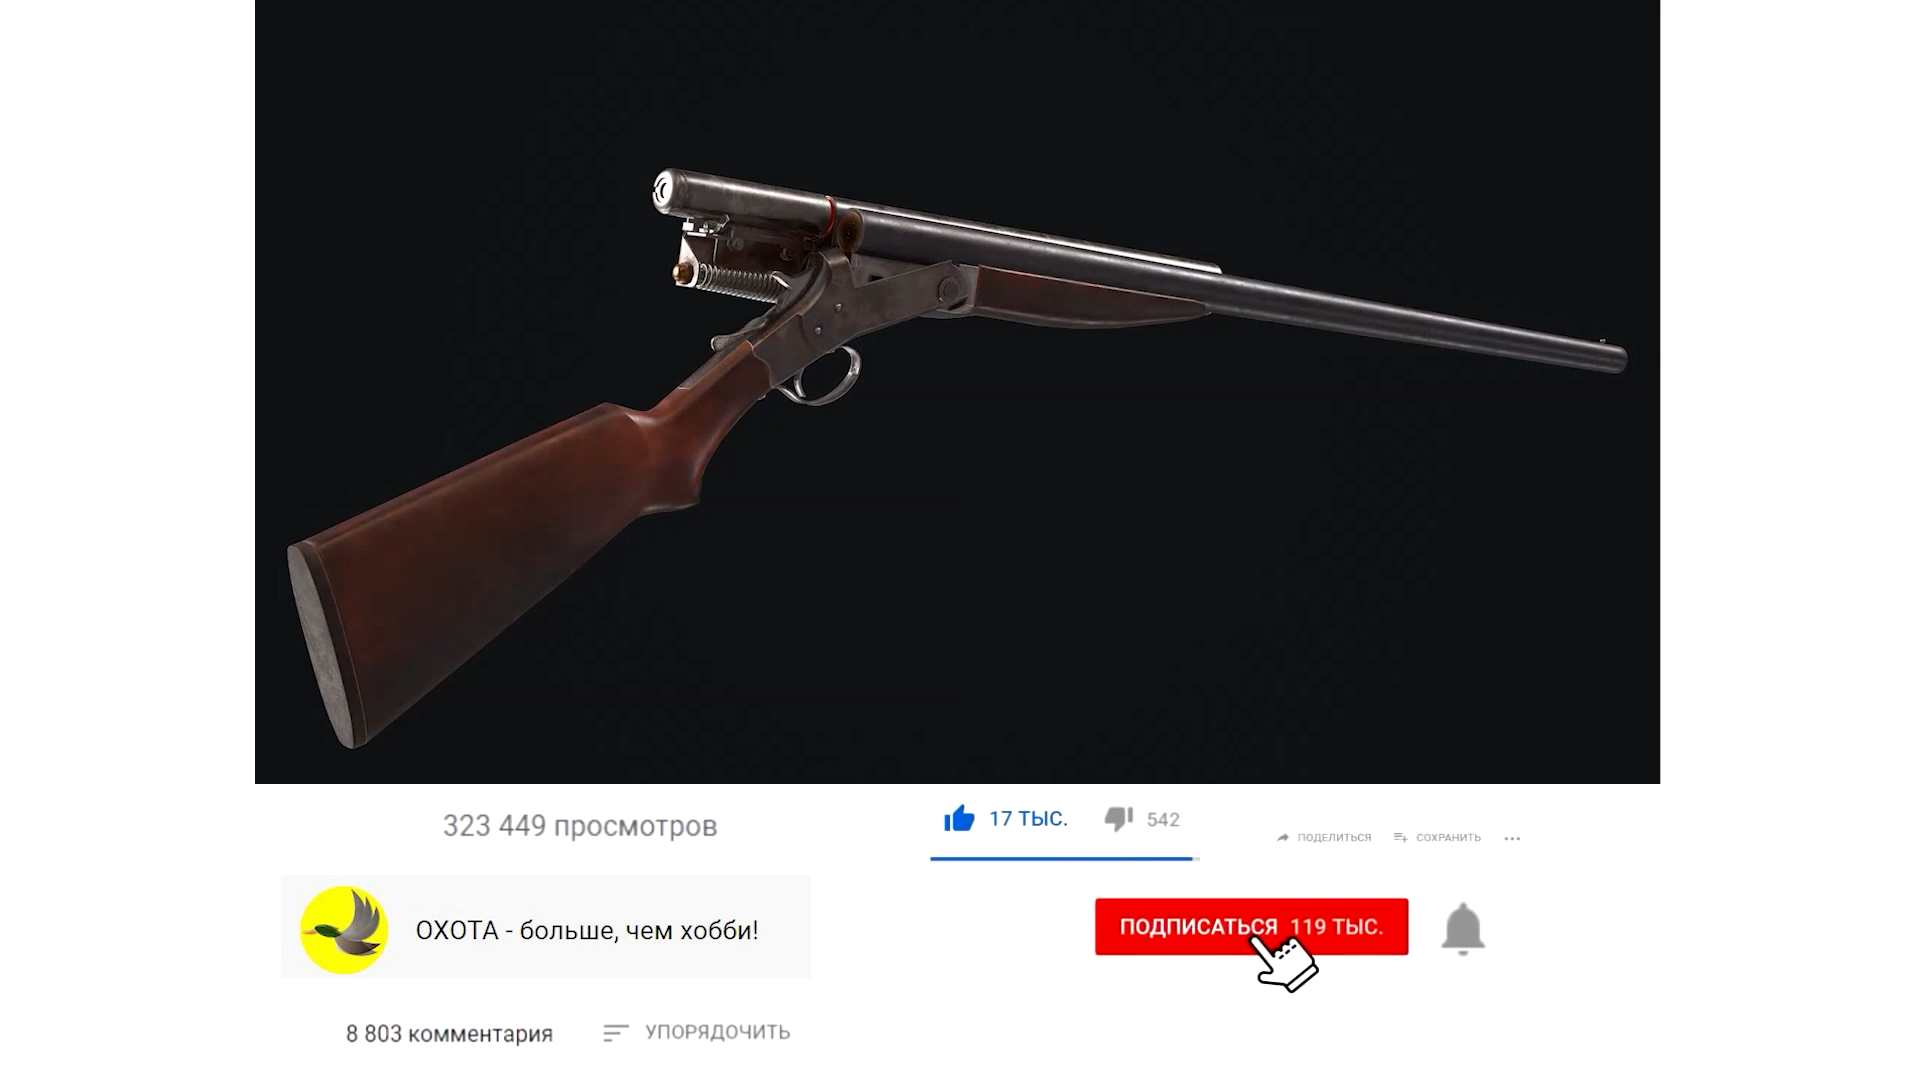 323 449 просмотров
17 ТЫС.
542
ПОДЕЛИТЬСЯ
СОХРАНИТЬ
ОХОТА - больше, чем хобби!
ПОДПИСАТЬСЯ 119 ТЫС.
8 803 комментария
УПОРЯДОЧИТЬ